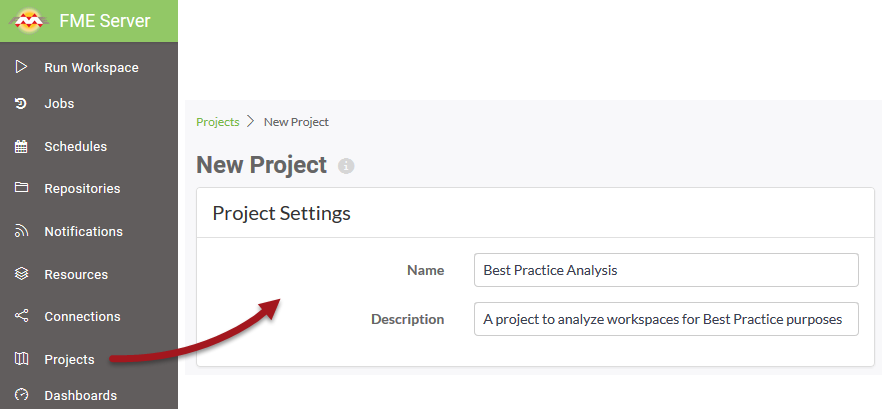 FME Server
Run Workspace
Jobs
Schedules
Repositories
Notifications
Resources
Connections
Projects
Dashboards
Projects > New Project
New Project
Project Settings
Name Best Practice Analysis
Description A project to analyze workspaces for Best Practice purposes